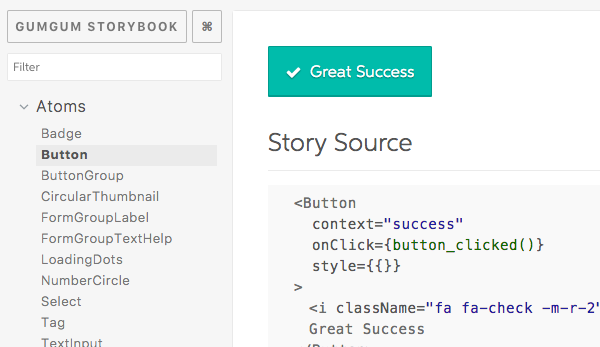 GUMGUM STORYBOOK
⌘
Filter
Atoms
Badge
Button
ButtonGroup
CircularThumbnail
FormGroupLabel
FormGroupTextHelp
LoadingDots
NumberCircle
Select
Tag
TextInput
Great Success
Story Source
<Button
context="success"
onClick={button_clicked()}
style={{}}
>
<i className="fa fa-check -m-r-2"
Great Success
</Button>